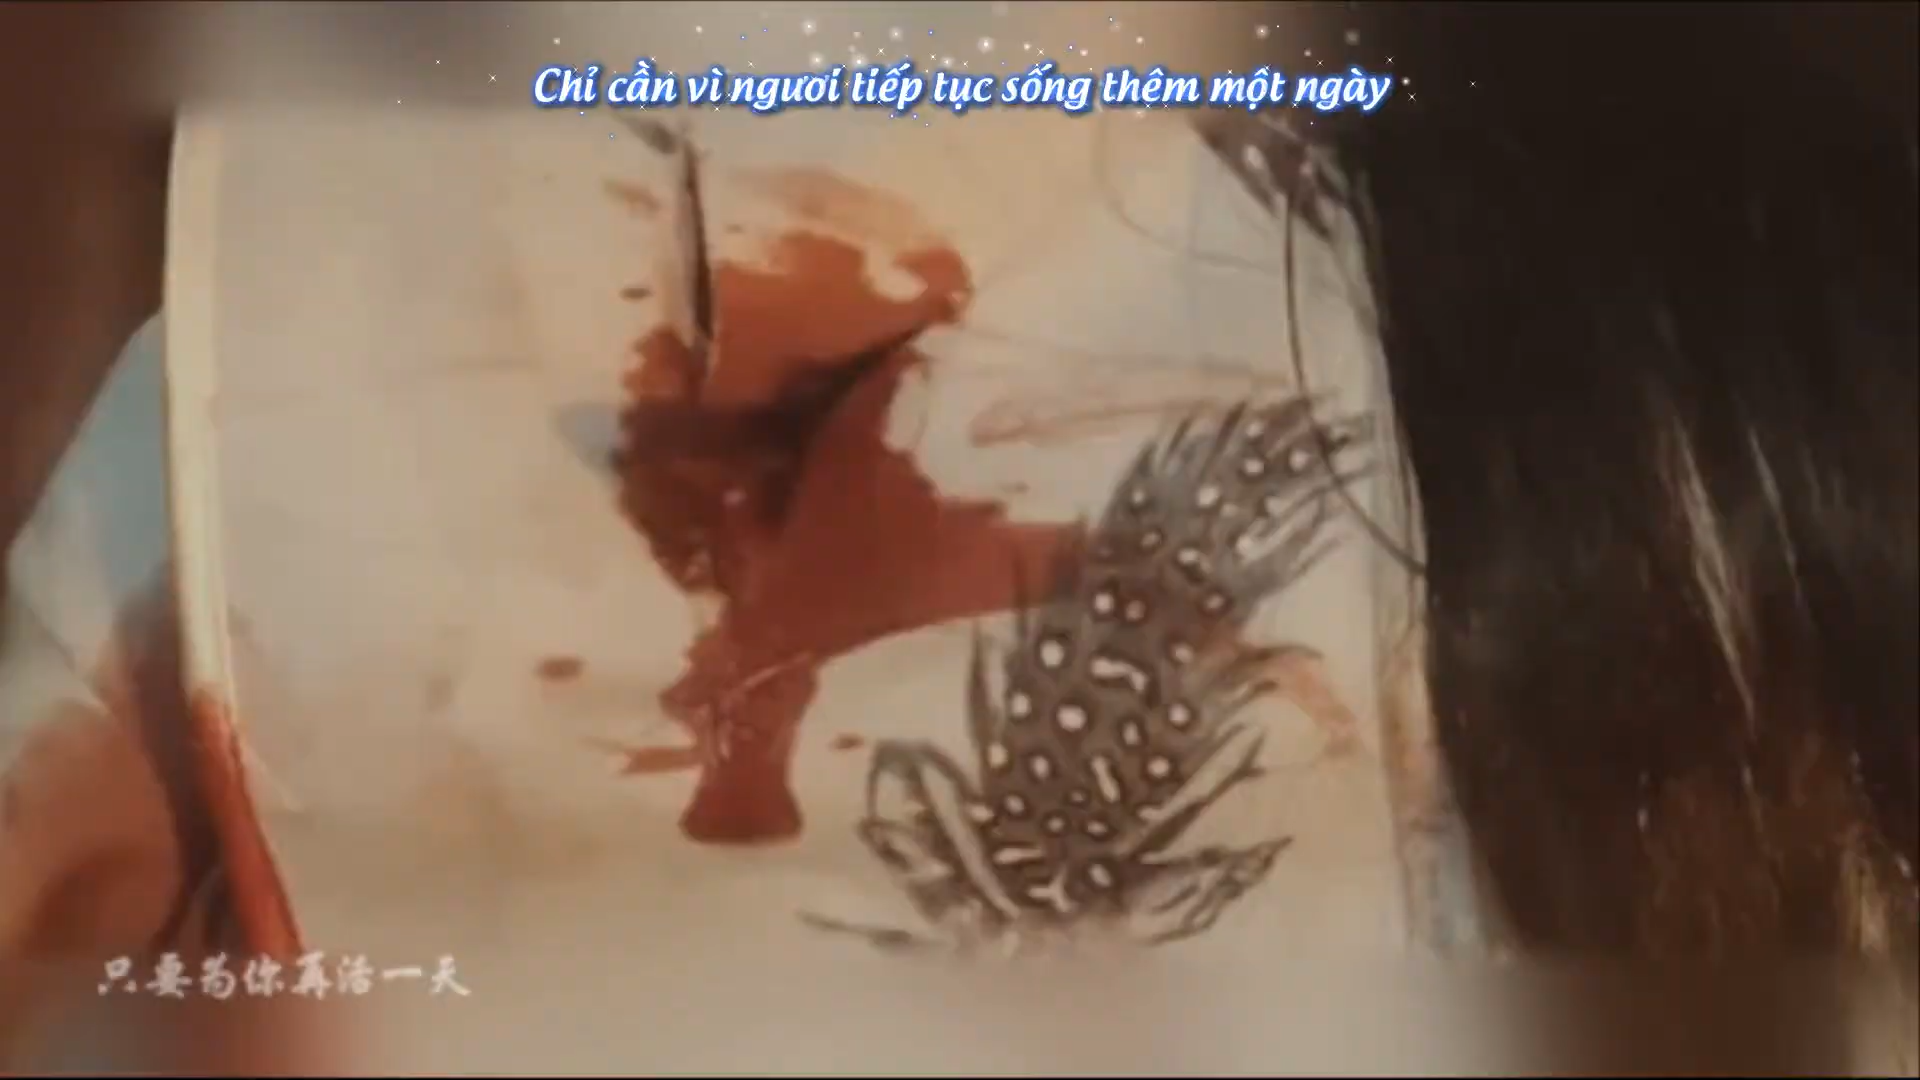 Chỉ cần vì ngươi tiếp tục sống thêm một ngày
只要为你再活一天